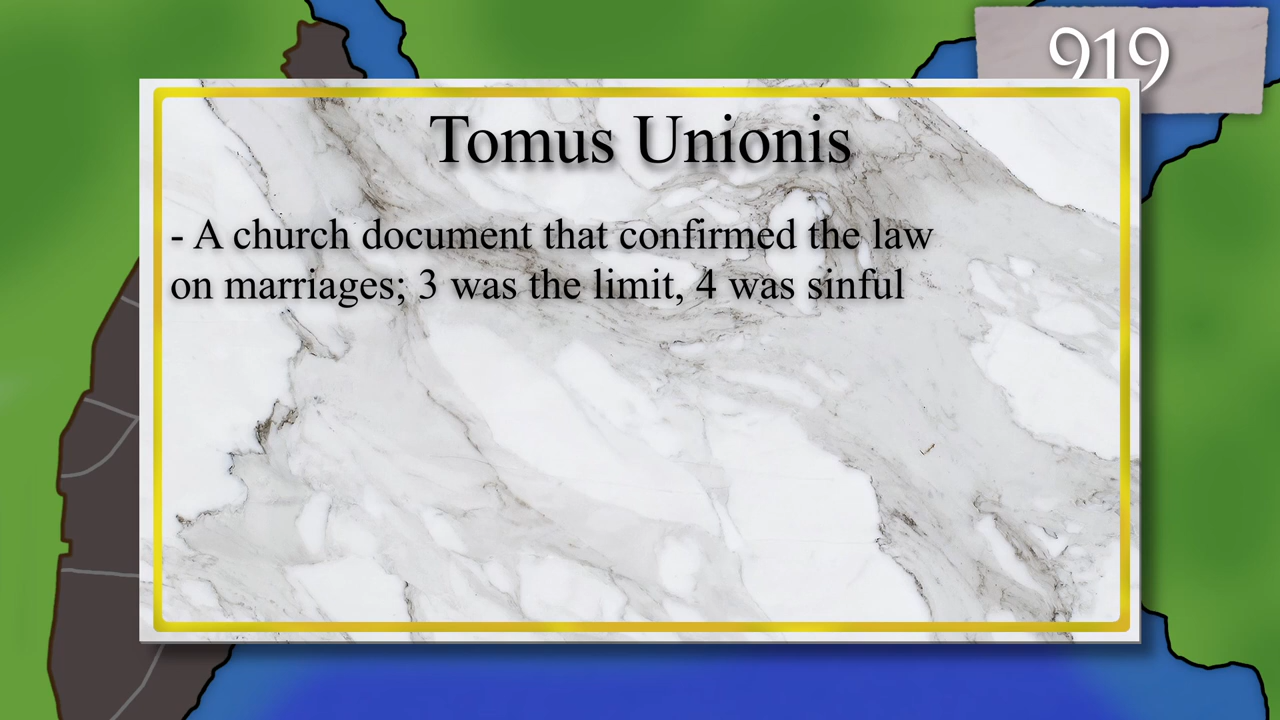 919
Tomus Unionis
- A church document that confirmed the law
on marriages; 3 was the limit, 4 was sinful